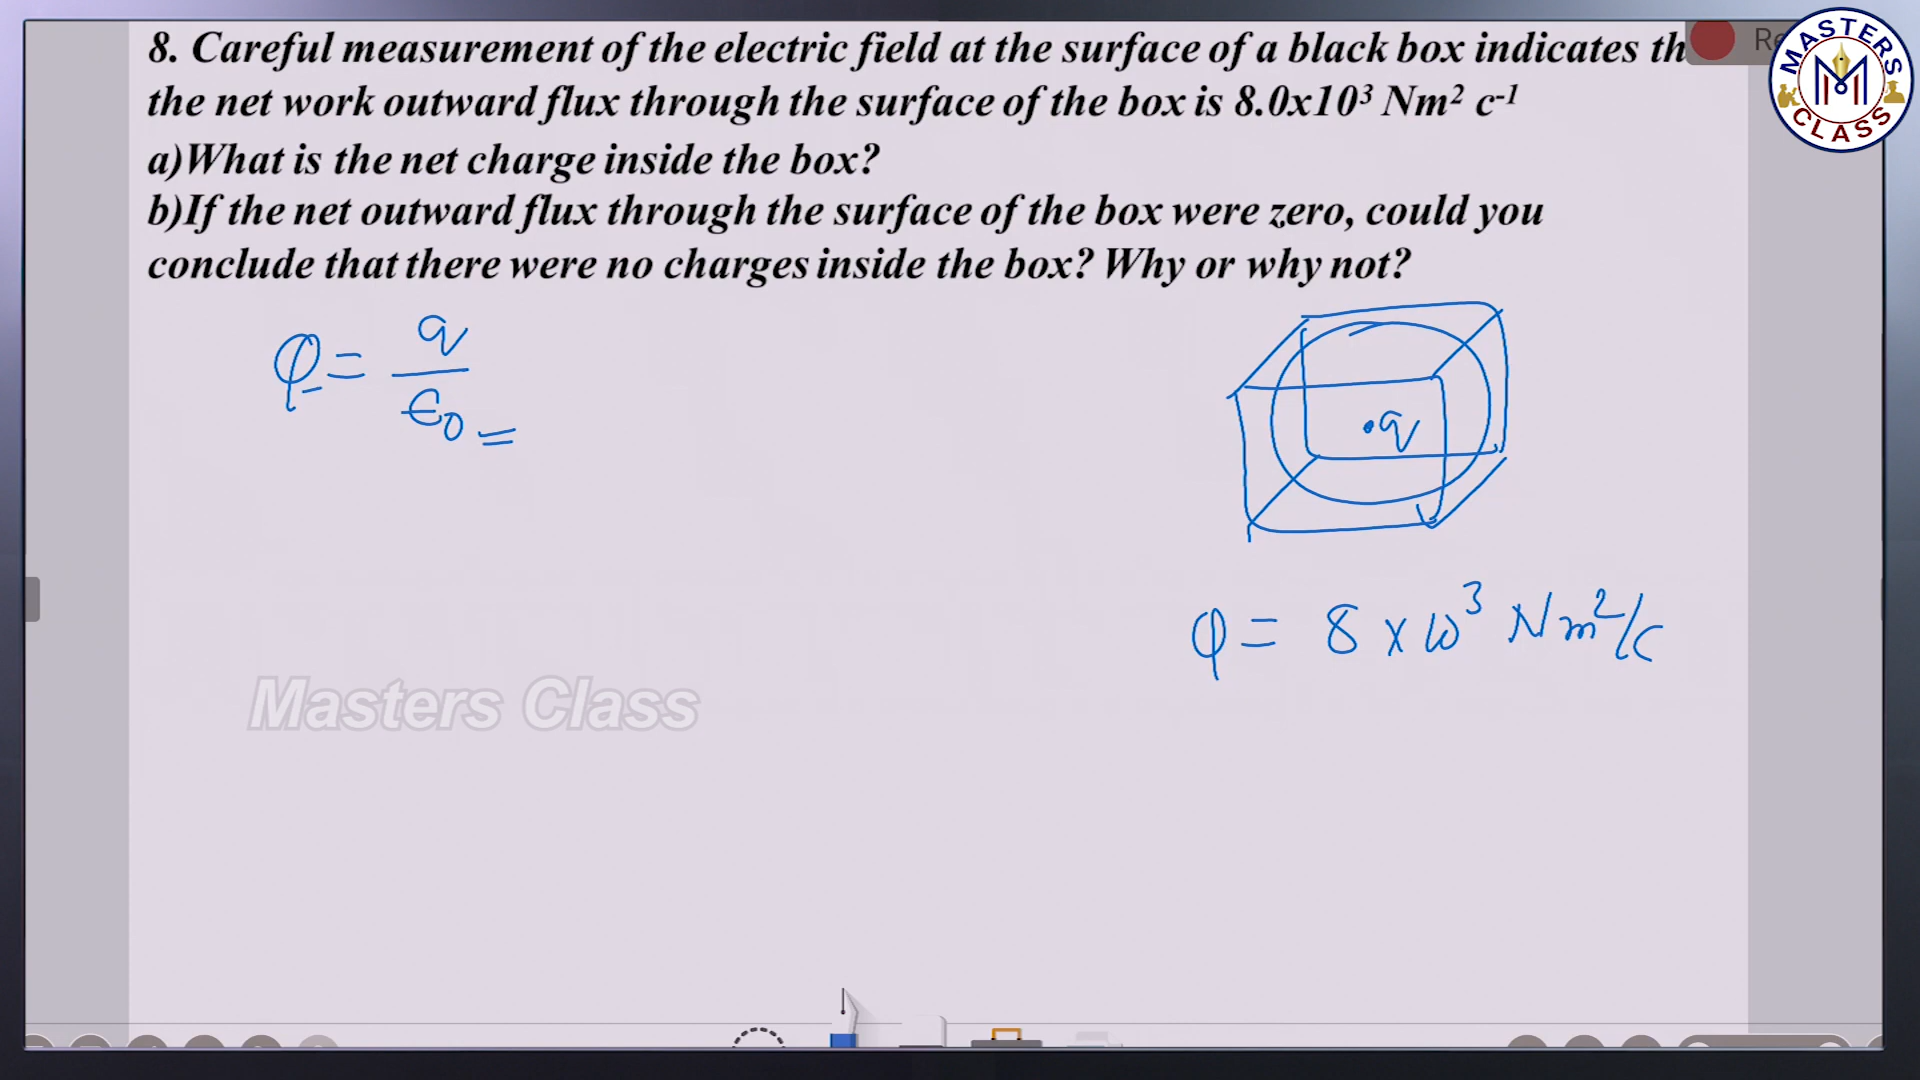 8. Careful measurement of the electric field at the surface of a black box indicates th
the net work outward flux through the surface of the box is 8.0x10³ Nm² c⁻¹
a)What is the net charge inside the box?
b)If the net outward flux through the surface of the box were zero, could you
conclude that there were no charges inside the box? Why or why not?
φ = q/ϵ₀ =
.q
φ = 8 × 10³ Nm²/C
Masters Class
Re
MASTERS
M
CLASS